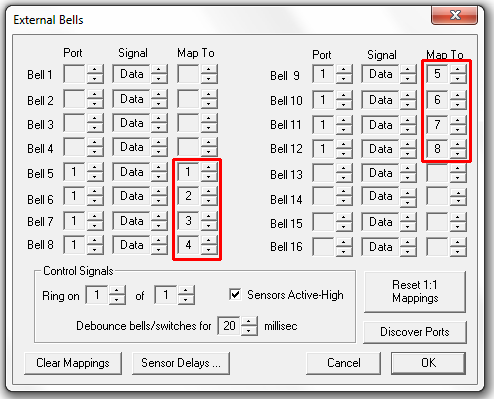 External Bells
Port Signal Map To
Bell 1 Data
Bell 2 Data
Bell 3 Data
Bell 4 Data
Bell 5 1 Data 1
Bell 6 1 Data 2
Bell 7 1 Data 3
Bell 8 1 Data 4
Port Signal Map To
Bell 9 1 Data 5
Bell 10 1 Data 6
Bell 11 1 Data 7
Bell 12 1 Data 8
Bell 13 Data
Bell 14 Data
Bell 15 Data
Bell 16 Data
Control Signals
Ring on 1 of 1 Sensors Active-High
Debounce bells/switches for 20 millisec
Reset 1:1
Mappings
Discover Ports
Clear Mappings Sensor Delays ... Cancel OK